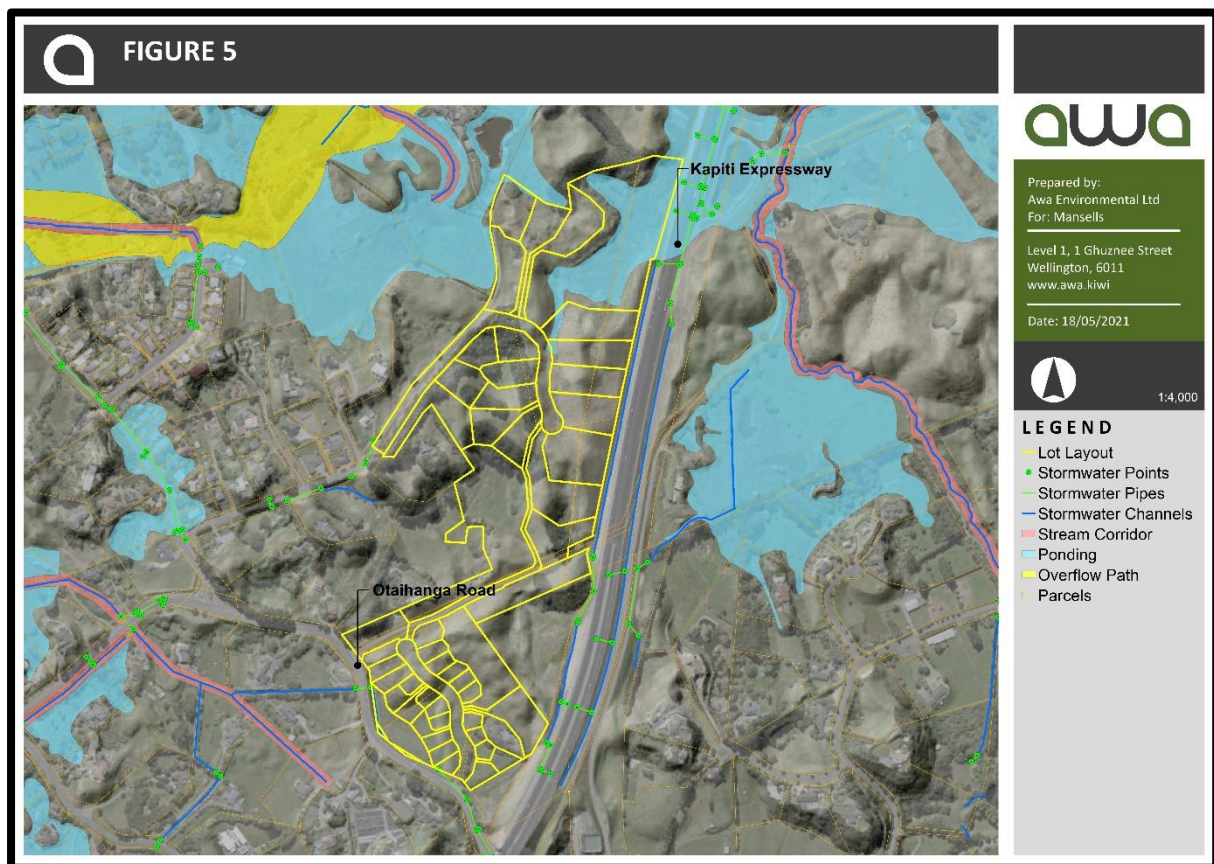 FIGURE 5
Kapiti Expressway
Otaihanga Road
awa
Prepared by:
Awa Environmental Ltd
For: Mansells
Level 1, 1 Ghuznee Street
Wellington, 6011
www.awa.kiwi
Date: 18/05/2021
1:4,000
LEGEND
Lot Layout
Stormwater Points
Stormwater Pipes
Stormwater Channels
Stream Corridor
Ponding
Overflow Path
Parcels